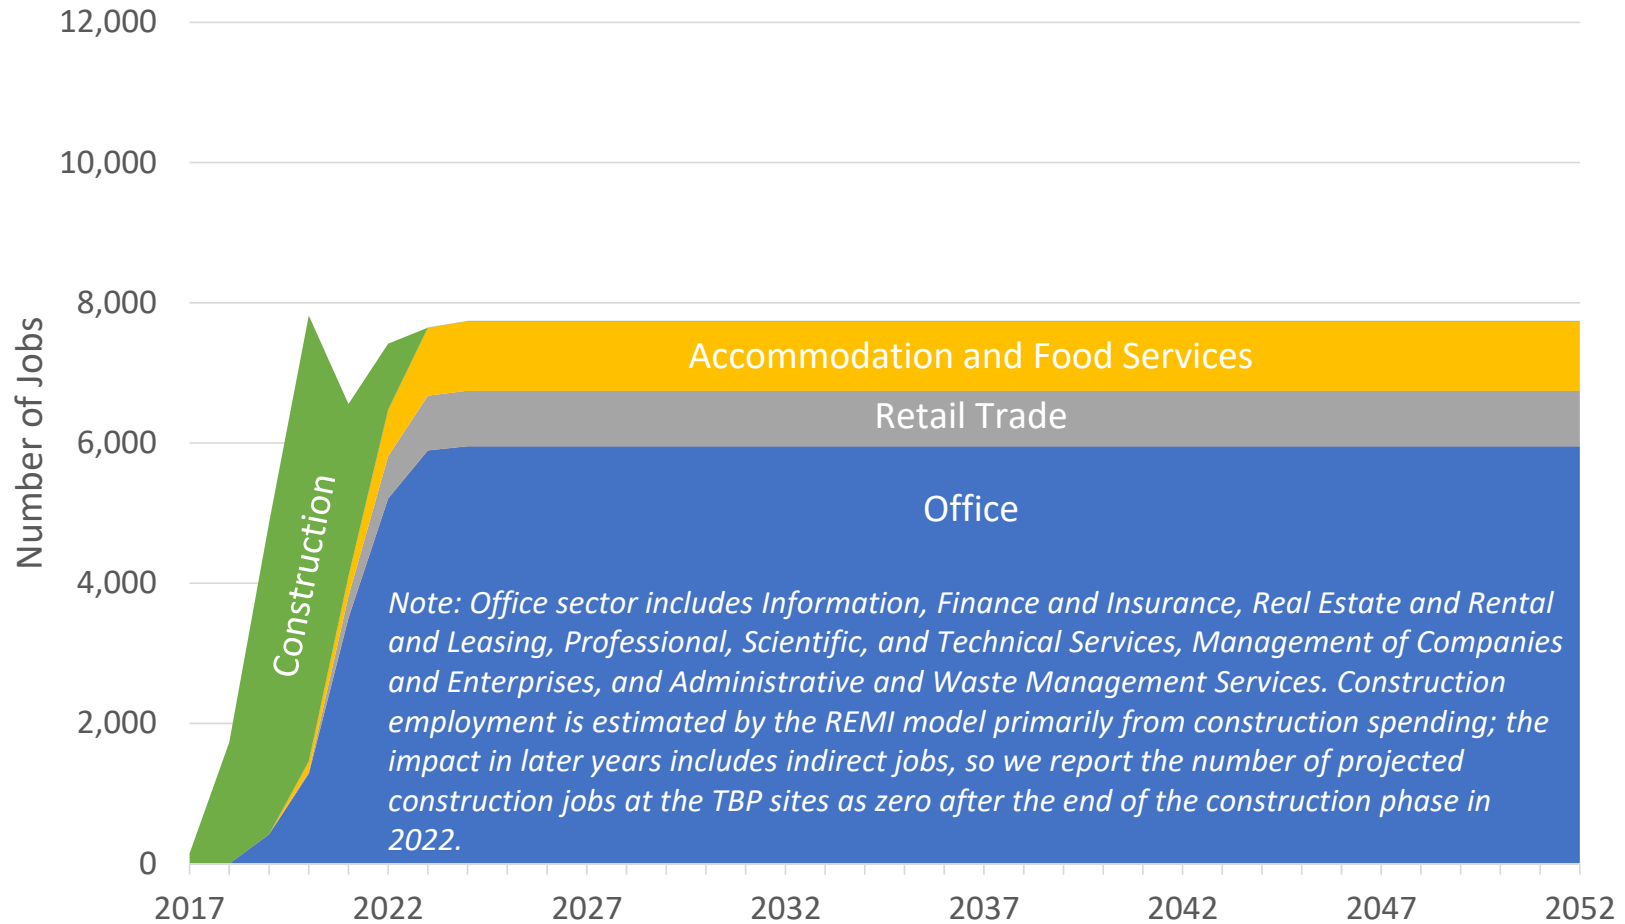 12,000
10,000
8,000
6,000
4,000
2,000
0
Number of Jobs
Construction
Accommodation and Food Services
Retail Trade
Office
Note: Office sector includes Information, Finance and Insurance, Real Estate and Rental
and Leasing, Professional, Scientific, and Technical Services, Management of Companies
and Enterprises, and Administrative and Waste Management Services. Construction
employment is estimated by the REMI model primarily from construction spending; the
impact in later years includes indirect jobs, so we report the number of projected
construction jobs at the TBP sites as zero after the end of the construction phase in
2022.
2017 2022 2027 2032 2037 2042 2047 2052